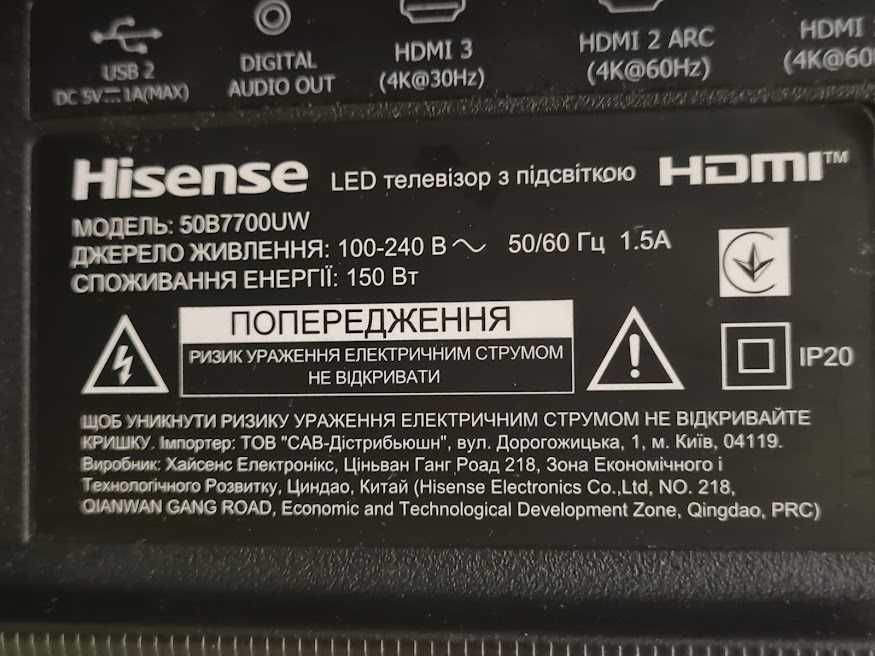 USB 2
DC 5V⎓1A(MAX)
DIGITAL
AUDIO OUT
HDMI 3
(4K@30Hz)
HDMI 2 ARC
(4K@60Hz)
HDMI
(4K@60
Hisense LED телевізор з підсвіткою HDMI™
МОДЕЛЬ: 50B7700UW
ДЖЕРЕЛО ЖИВЛЕННЯ: 100-240 В～ 50/60 Гц 1.5A
СПОЖИВАННЯ ЕНЕРГІЇ: 150 Вт
ПОПЕРЕДЖЕННЯ
РИЗИК УРАЖЕННЯ ЕЛЕКТРИЧНИМ СТРУМОМ
НЕ ВІДКРИВАТИ
IP20
ЩОБ УНИКНУТИ РИЗИКУ УРАЖЕННЯ ЕЛЕКТРИЧНИМ СТРУМОМ НЕ ВІДКРИВАЙТЕ
КРИШКУ. Імпортер: ТОВ "САВ-Дістрибьюшн", вул. Дорогожицька, 1, м. Київ, 04119.
Виробник: Хайсенс Електронікс, Ціньван Ганг Роад 218, Зона Економічного і
Технологічного Розвитку, Циндао, Китай (Hisense Electronics Co.,Ltd, NO. 218,
QIANWAN GANG ROAD, Economic and Technological Development Zone, Qingdao, PRC)